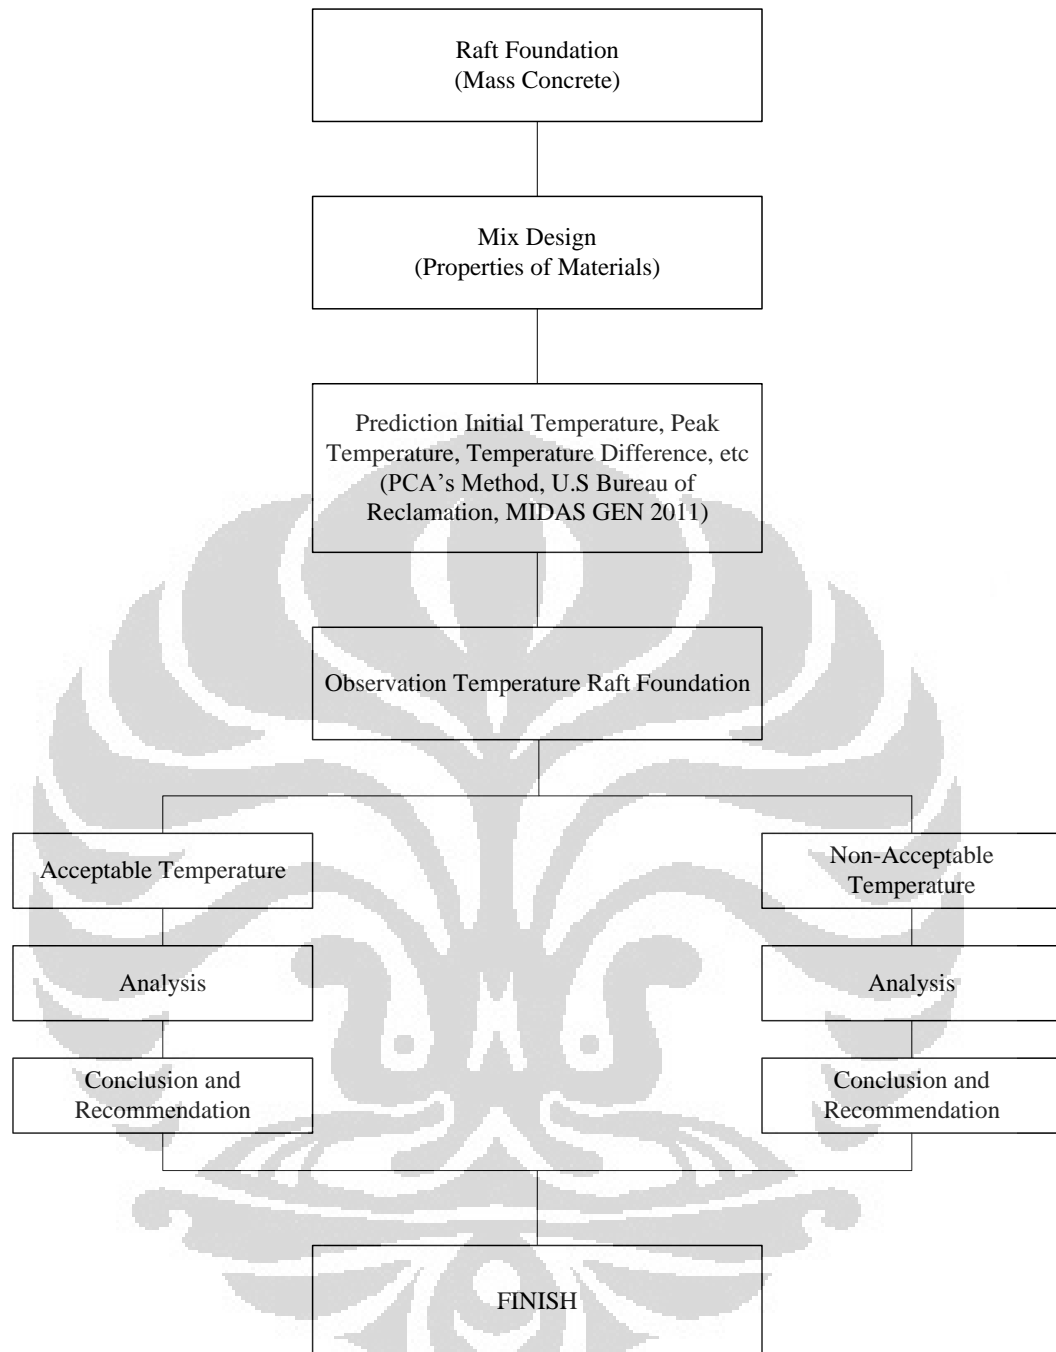 Raft Foundation
(Mass Concrete)
Mix Design
(Properties of Materials)
Prediction Initial Temperature, Peak
Temperature, Temperature Difference, etc
(PCA’s Method, U.S Bureau of
Reclamation, MIDAS GEN 2011)
Observation Temperature Raft Foundation
Acceptable Temperature
Non-Acceptable
Temperature
Analysis
Analysis
Conclusion and
Recommendation
Conclusion and
Recommendation
FINISH